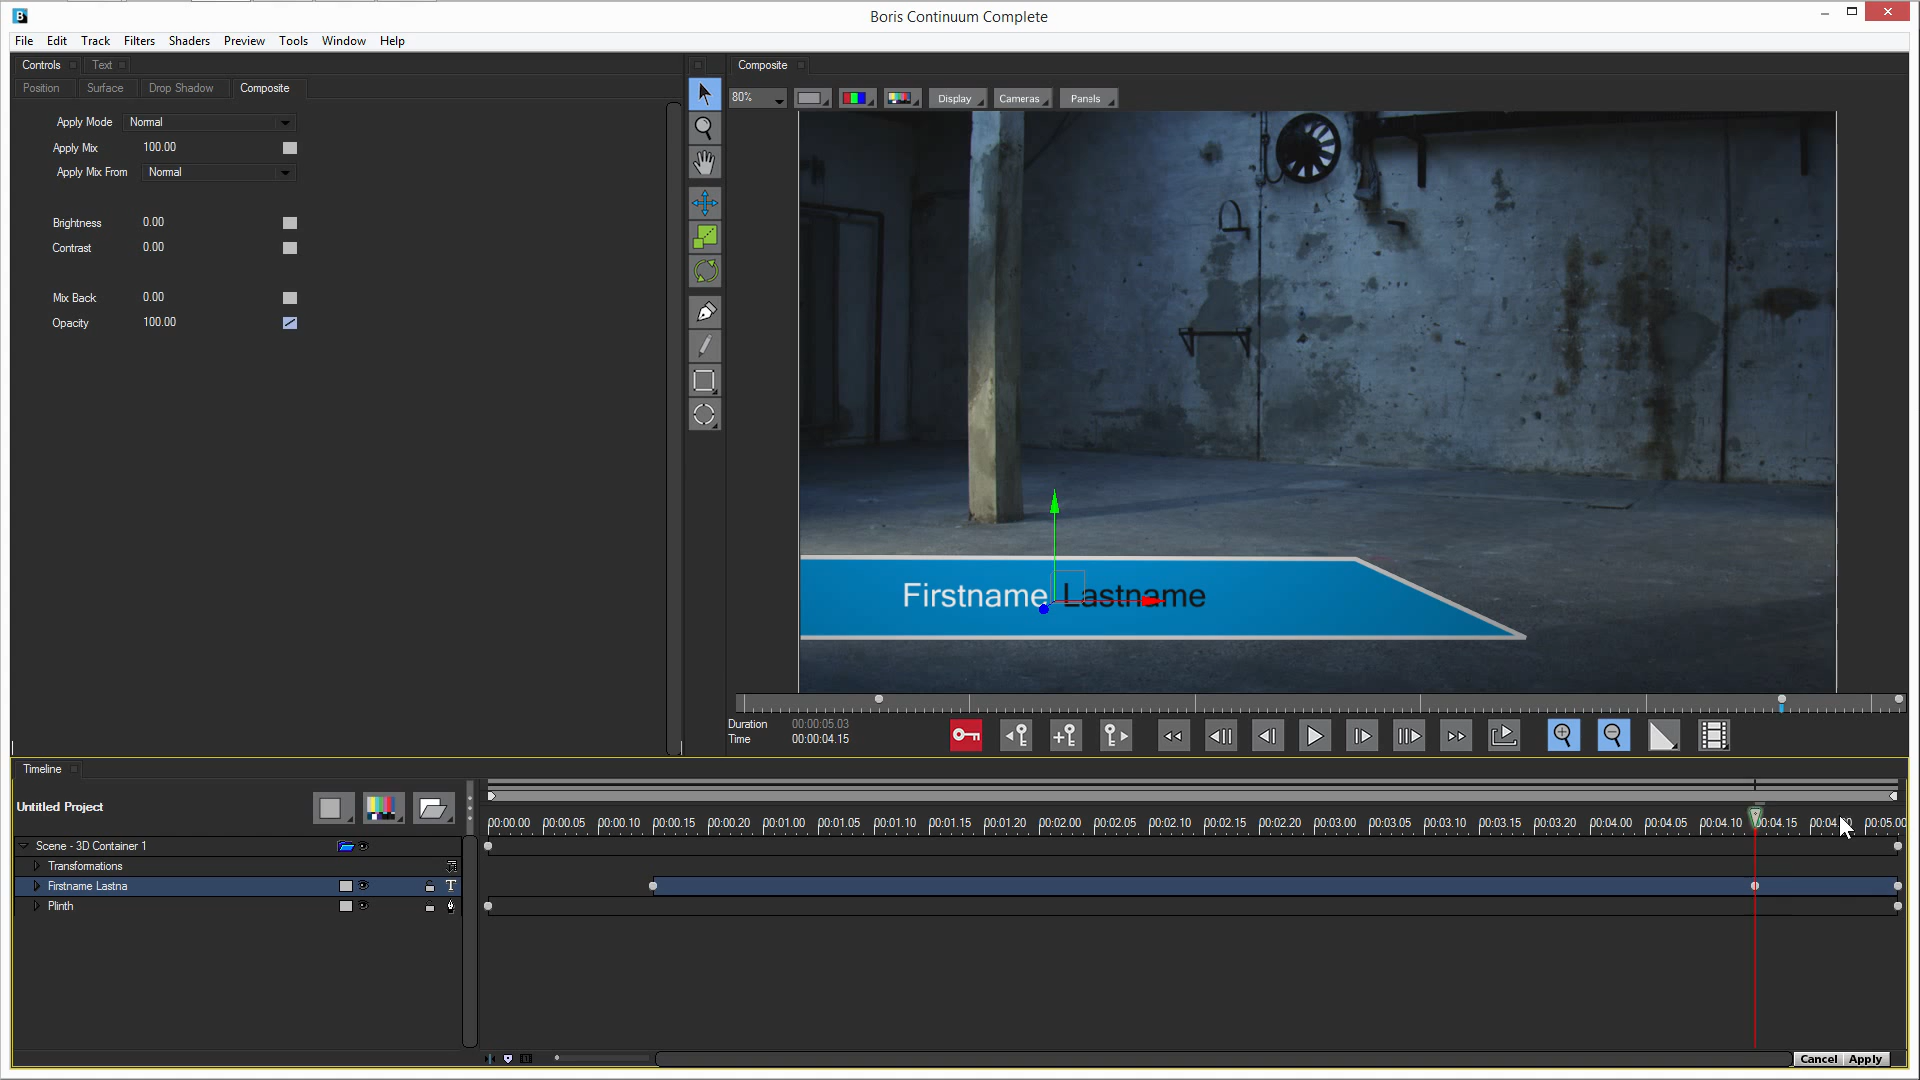 Boris Continuum Complete
File Edit Track Filters Shaders Preview Tools Window Help
Controls Text
Position Surface Drop Shadow Composite
Apply Mode Normal
Apply Mix 100.00
Apply Mix From Normal
Brightness 0.00
Contrast 0.00
Mix Back 0.00
Opacity 100.00
Composite
80% Display Cameras Panels
Firstname Lastname
Duration 00:00:05.03
Time 00:00:04.15
Timeline
Untitled Project
00:00.00 00:00.05 00:00.10 00:00.15 00:00.20 00:01.00 00:01.05 00:01.10 00:01.15 00:01.20 00:02.00 00:02.05 00:02.10 00:02.15 00:02.20 00:03.00 00:03.05 00:03.10 00:03.15 00:03.20 00:04.00 00:04.05 00:04.10 00:04.15 00:05.00
Scene - 3D Container 1
Transformations
Firstname Lastna
Plinth
Cancel Apply